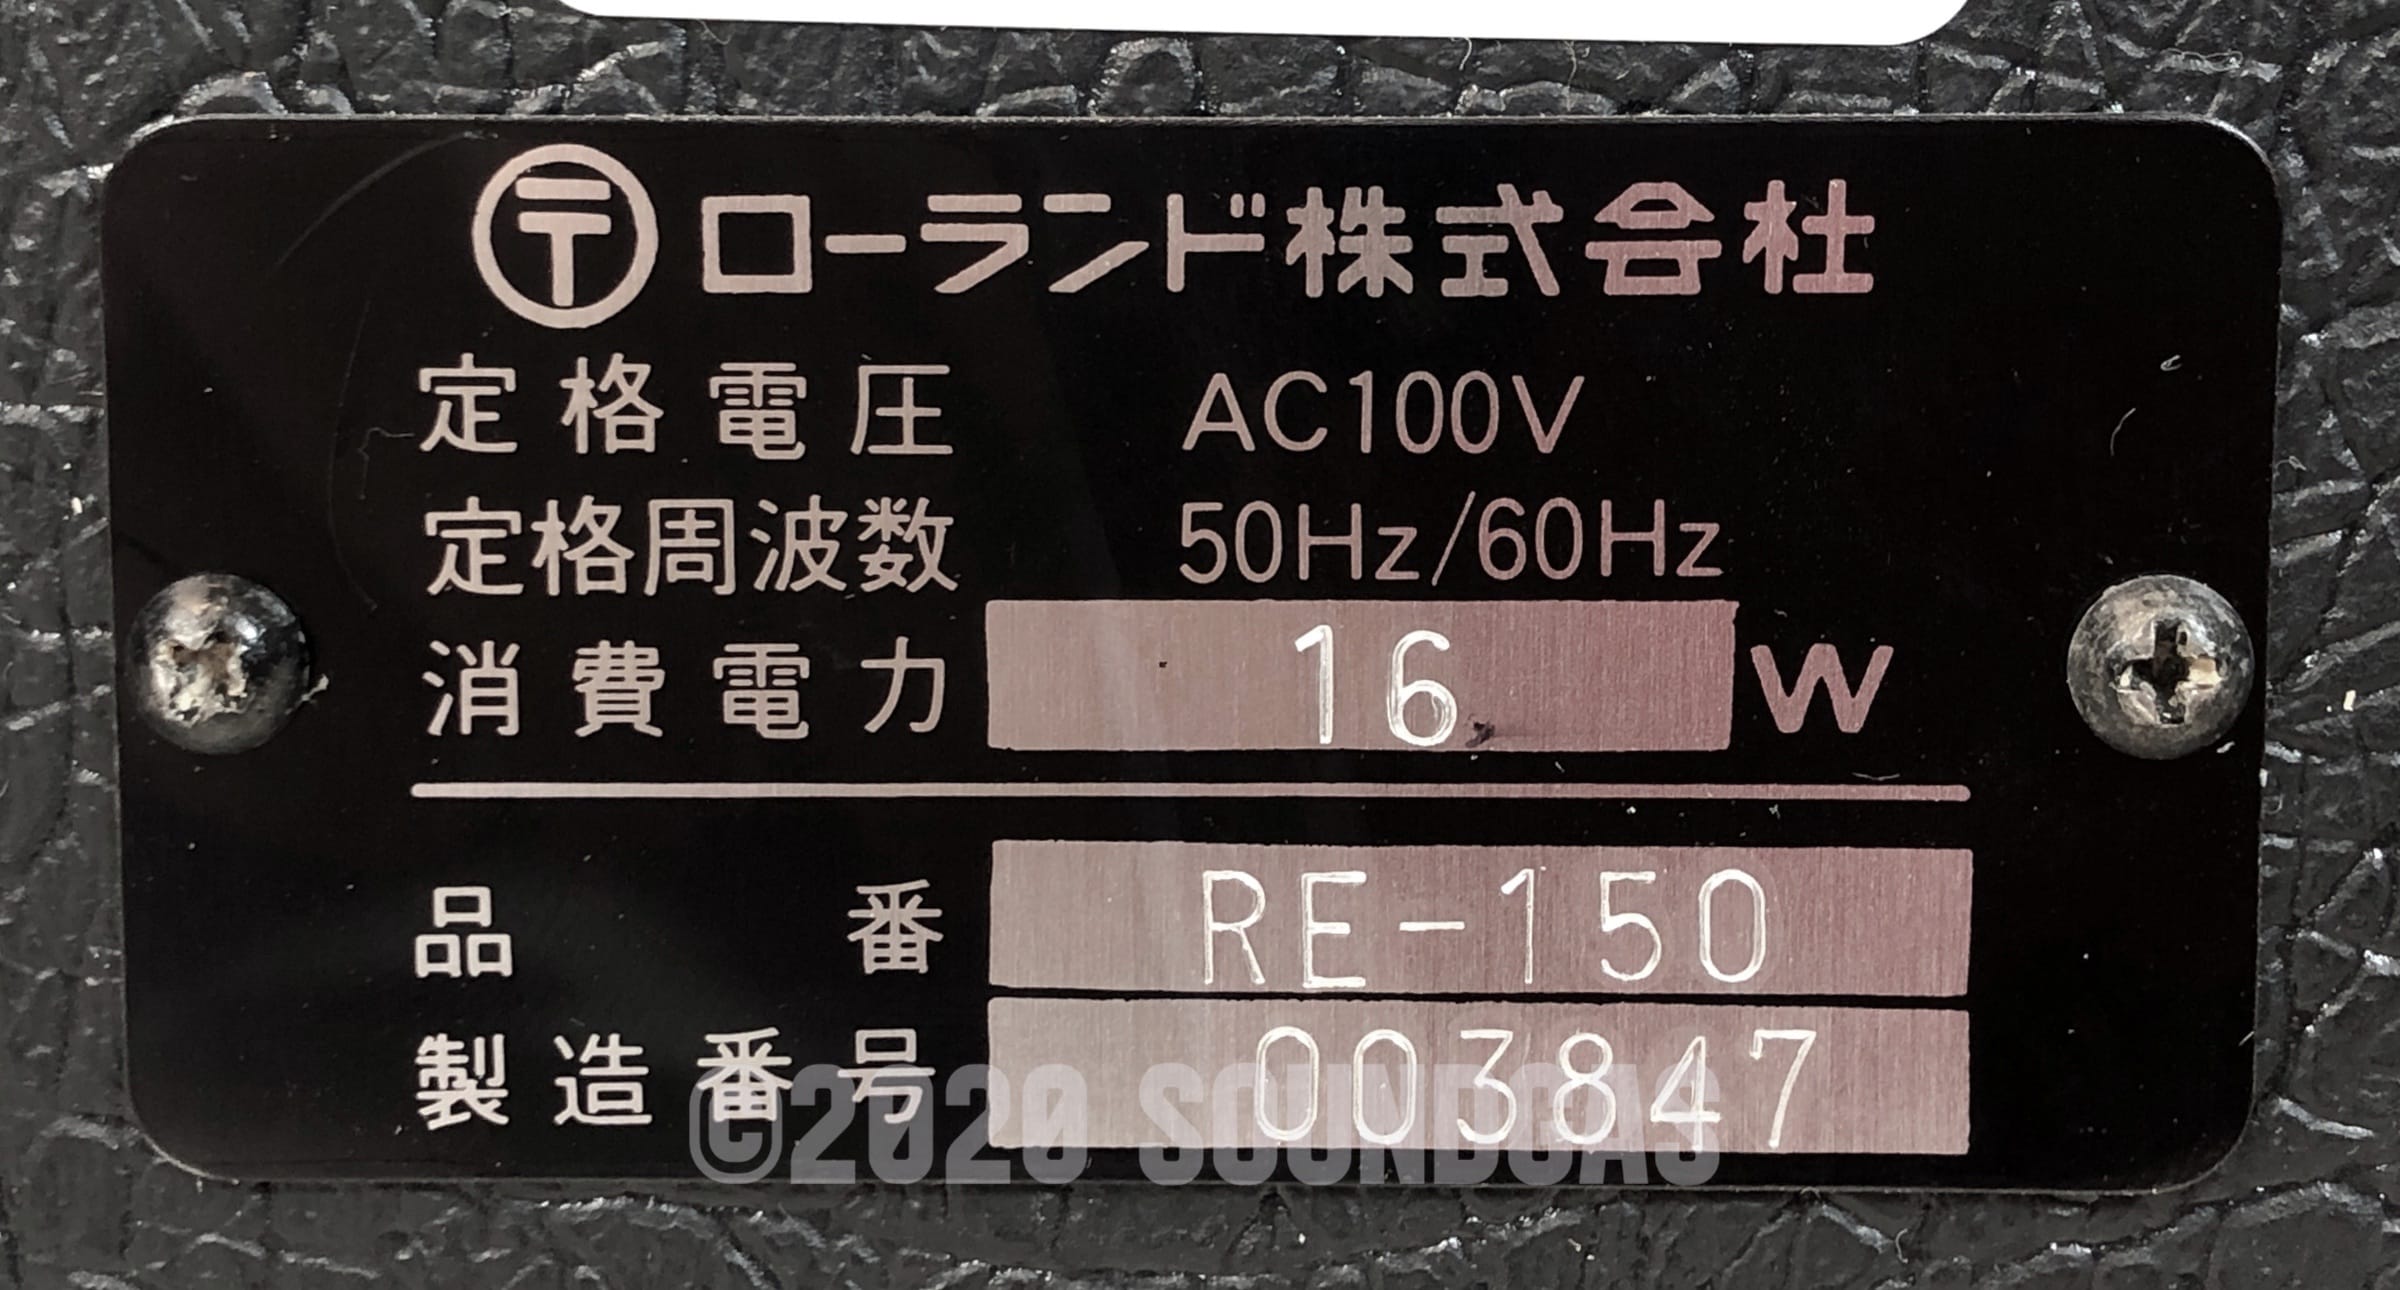 〒 ローランド株式会社
定格電圧 AC100V
定格周波数 50Hz/60Hz
消費電力 16 W
品番 RE-150
製造番号 003847
©2020 SOUNDGAS